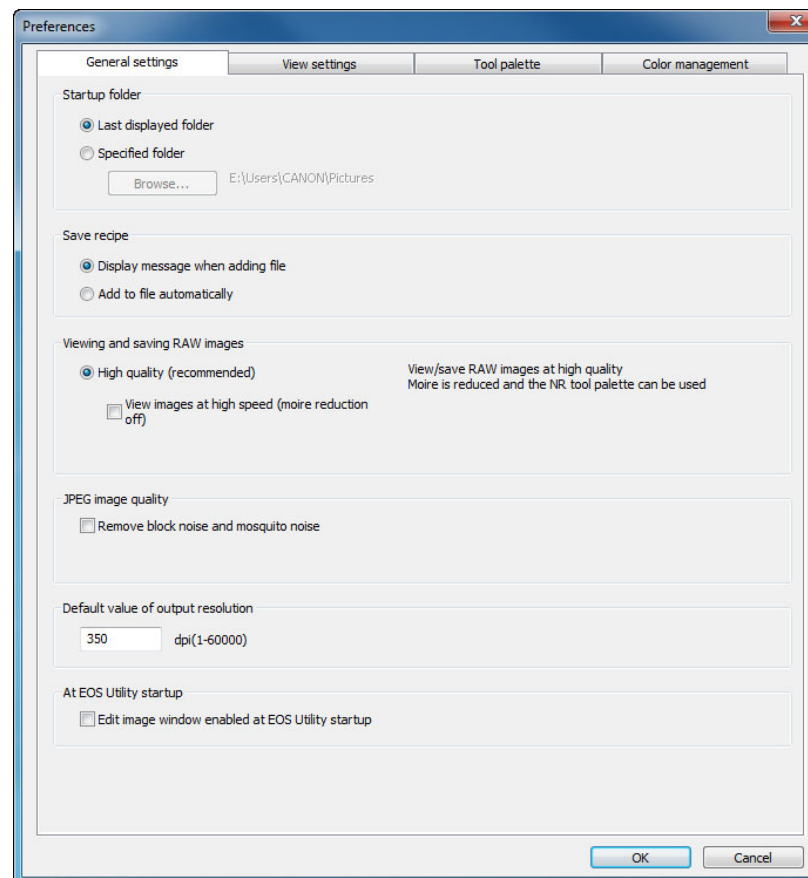 Preferences
General settings
View settings
Tool palette
Color management
Startup folder
Last displayed folder
Specified folder
Browse...
E:\Users\CANON\Pictures
Save recipe
Display message when adding file
Add to file automatically
Viewing and saving RAW images
High quality (recommended)
View/save RAW images at high quality
Moire is reduced and the NR tool palette can be used
View images at high speed (moire reduction
off)
JPEG image quality
Remove block noise and mosquito noise
Default value of output resolution
350
dpi(1-60000)
At EOS Utility startup
Edit image window enabled at EOS Utility startup
OK
Cancel